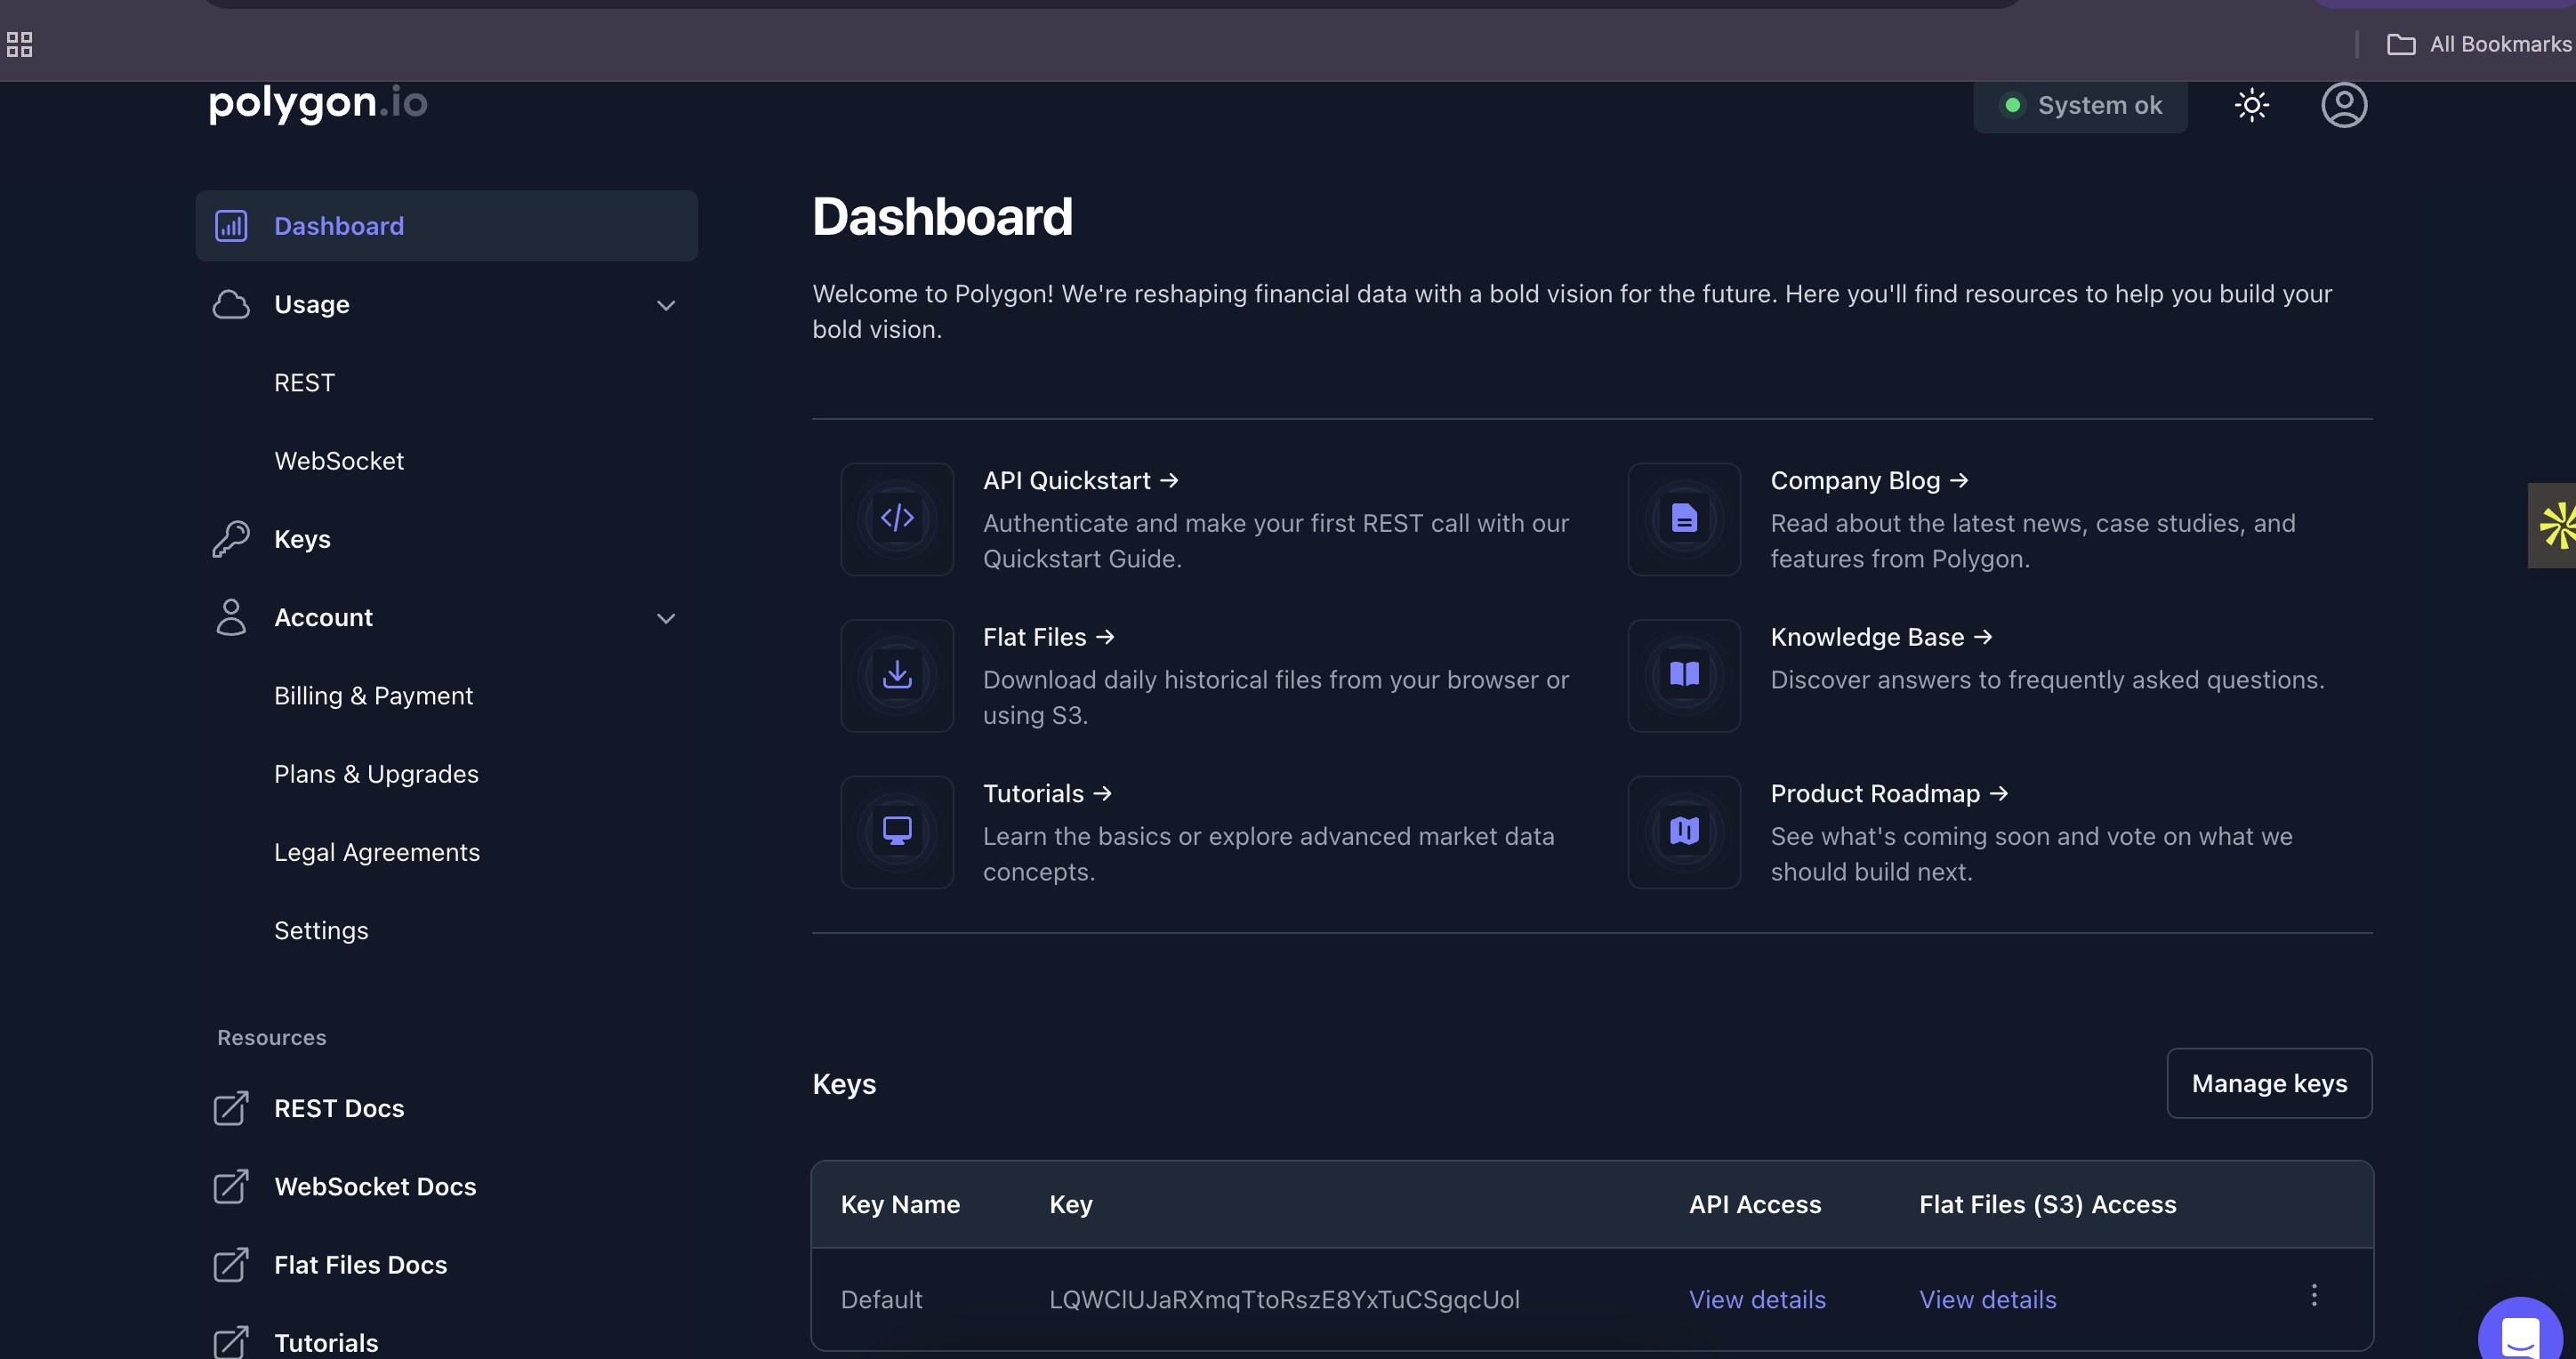 All Bookmarks
polygon.io
System ok
Dashboard
Usage
REST
WebSocket
Keys
Account
Billing & Payment
Plans & Upgrades
Legal Agreements
Settings
Resources
REST Docs
WebSocket Docs
Flat Files Docs
Tutorials
Dashboard
Welcome to Polygon! We're reshaping financial data with a bold vision for the future. Here you'll find resources to help you build your
bold vision.
API Quickstart →
Authenticate and make your first REST call with our
Quickstart Guide.
Company Blog →
Read about the latest news, case studies, and
features from Polygon.
Flat Files →
Download daily historical files from your browser or
using S3.
Knowledge Base →
Discover answers to frequently asked questions.
Tutorials →
Learn the basics or explore advanced market data
concepts.
Product Roadmap →
See what's coming soon and vote on what we
should build next.
Keys
Manage keys
Key Name Key API Access Flat Files (S3) Access
Default LQWClUJaRXmqTtoRszE8YxTuCSgqcUol View details View details